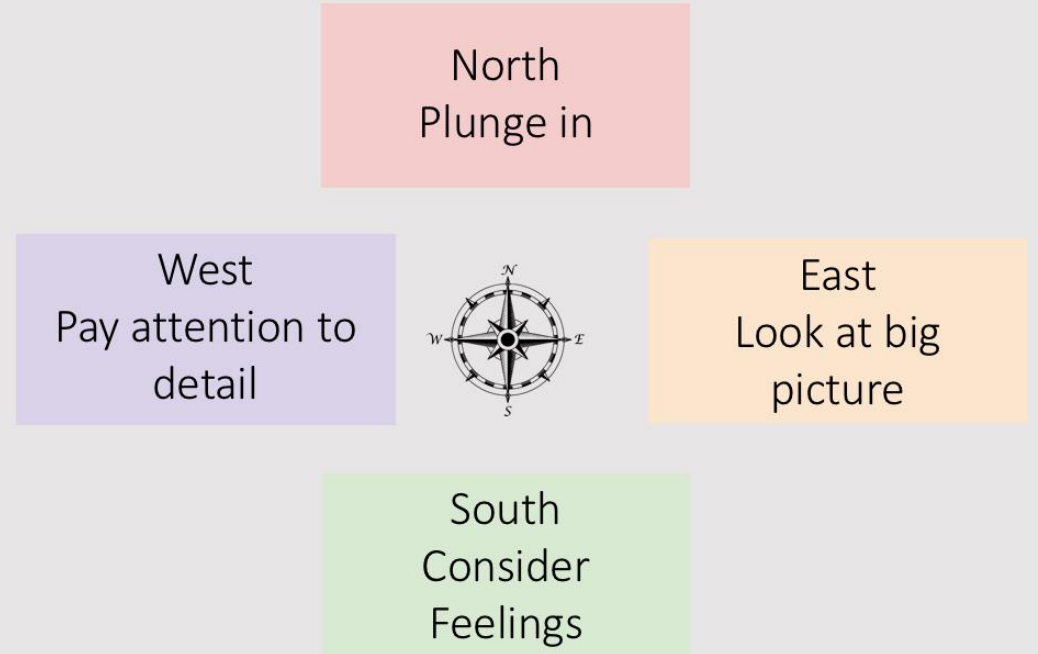 North
Plunge in
West
Pay attention to
detail
N
W
E
S
East
Look at big
picture
South
Consider
Feelings